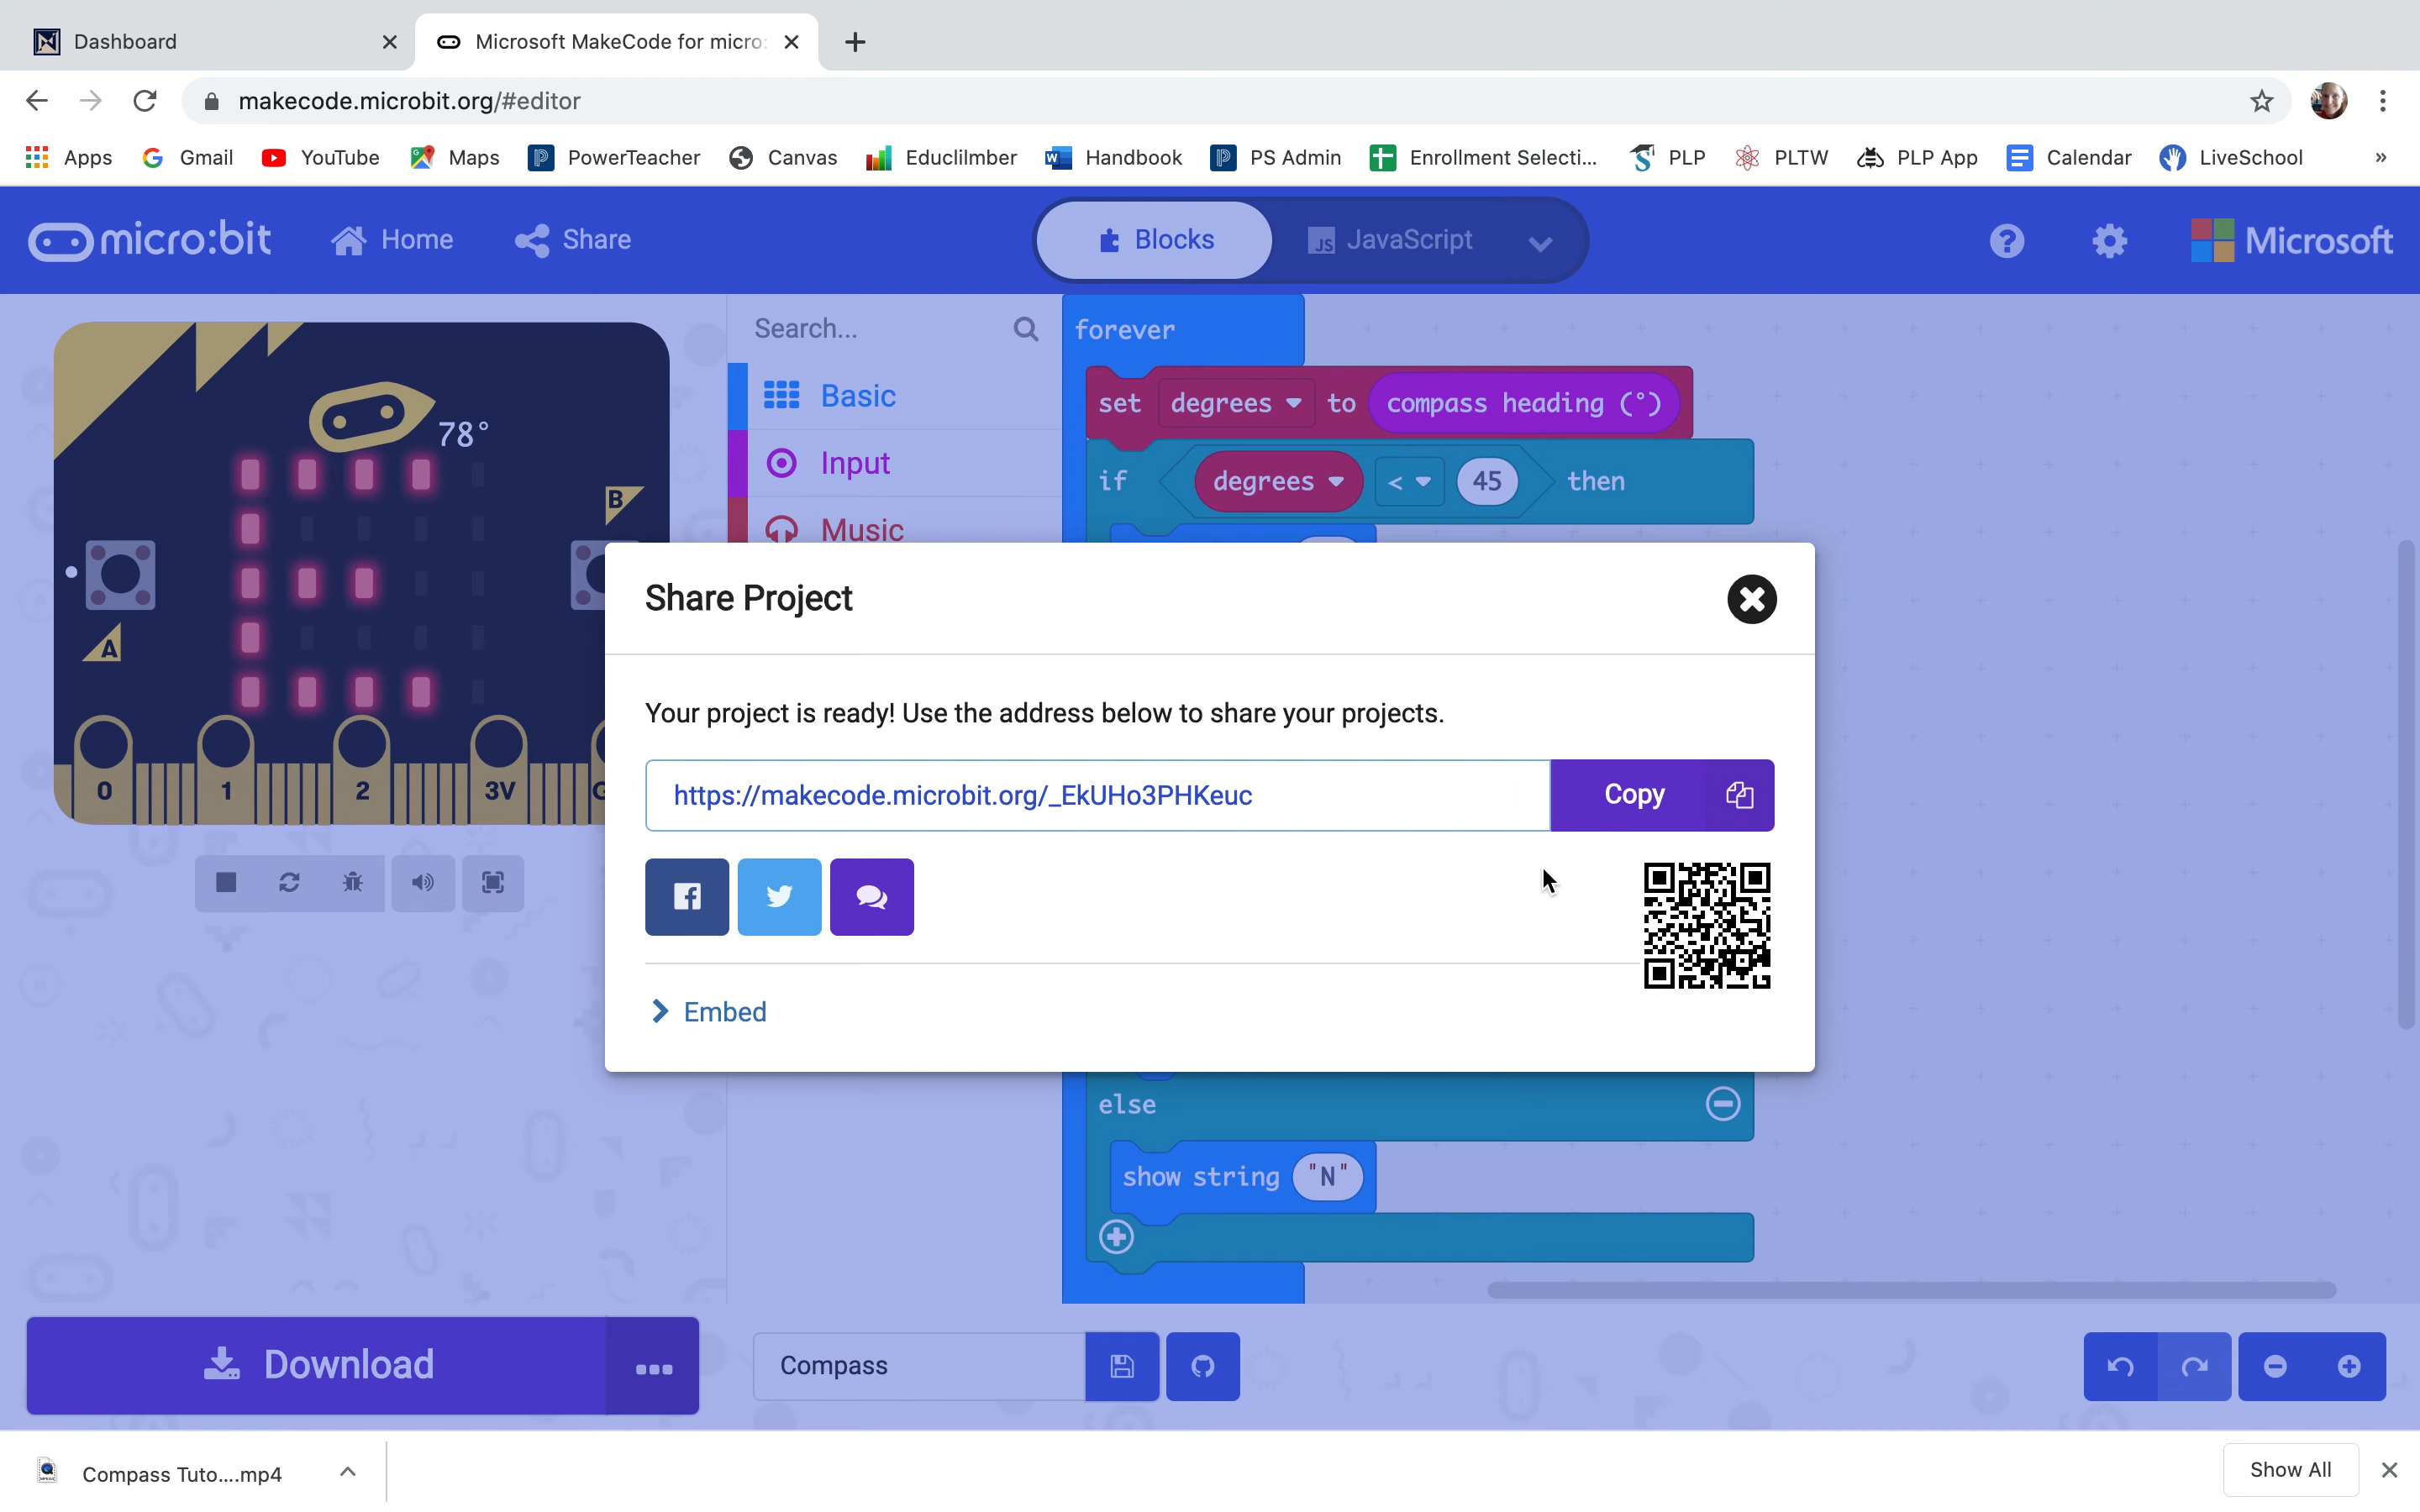 Dashboard
Microsoft MakeCode for micro:
makecode.microbit.org/#editor
Apps Gmail YouTube Maps PowerTeacher Canvas Educlilmber Handbook PS Admin Enrollment Selecti... PLP PLTW PLP App Calendar LiveSchool »
micro:bit Home Share Blocks JS JavaScript Microsoft
Search...
Basic
Input
Music
78°
B
A
0 1 2 3V
forever
set degrees to compass heading (°)
if degrees < 45 then
Share Project
Your project is ready! Use the address below to share your projects.
https://makecode.microbit.org/_EkUHo3PHKeuc
Copy
Embed
else
show string "N"
Download ...
Compass
Compass Tuto....mp4
Show All